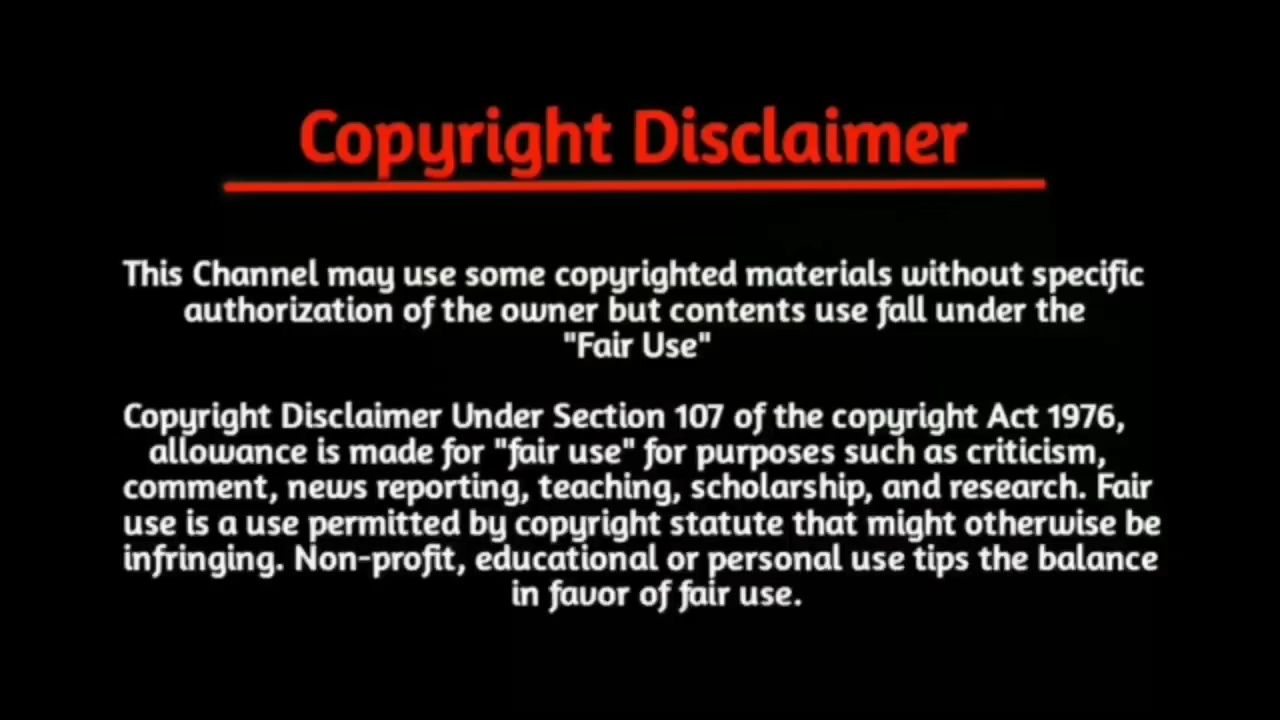 Copyright Disclaimer
This Channel may use some copyrighted materials without specific
authorization of the owner but contents use fall under the
"Fair Use"
Copyright Disclaimer Under Section 107 of the copyright Act 1976,
allowance is made for "fair use" for purposes such as criticism,
comment, news reporting, teaching, scholarship, and research. Fair
use is a use permitted by copyright statute that might otherwise be
infringing. Non-profit, educational or personal use tips the balance
in favor of fair use.